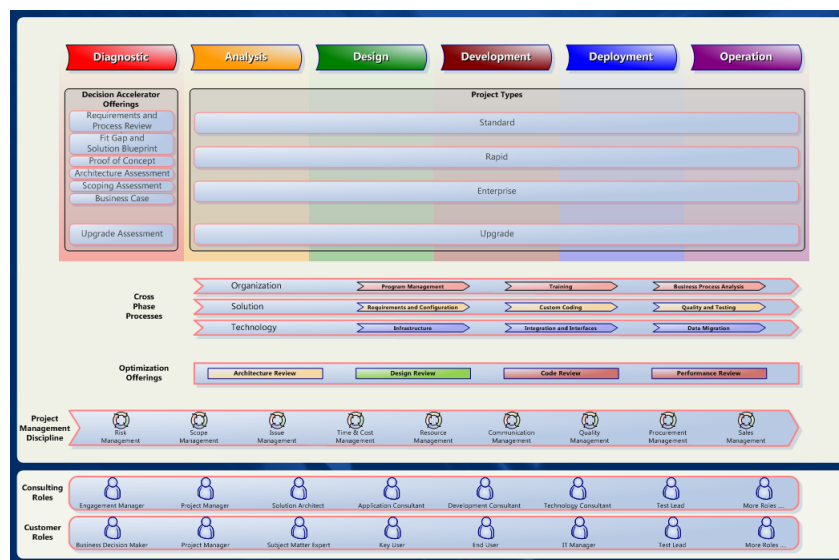 Diagnostic Analysis Design Development Deployment Operation
Decision Accelerator
Offerings
Requirements and
Process Review
Fit Gap and
Solution Blueprint
Proof of Concept
Architecture Assessment
Scoping Assessment
Business Case
Upgrade Assessment
Project Types
Standard
Rapid
Enterprise
Upgrade
Cross
Phase
Processes
Organization Program Management Training Business Process Analysis
Solution Requirements and Configuration Custom Coding Quality and Testing
Technology Infrastructure Integration and Interfaces Data Migration
Optimization
Offerings
Architecture Review Design Review Code Review Performance Review
Project
Management
Discipline
Risk
Management
Scope
Management
Issue
Management
Time & Cost
Management
Resource
Management
Communication
Management
Quality
Management
Procurement
Management
Sales
Management
Consulting
Roles
Engagement Manager Project Manager Solution Architect Application Consultant Development Consultant Technology Consultant Test Lead More Roles ...
Customer
Roles
Business Decision Maker Project Manager Subject Matter Expert Key User End User IT Manager Test Lead More Roles ...